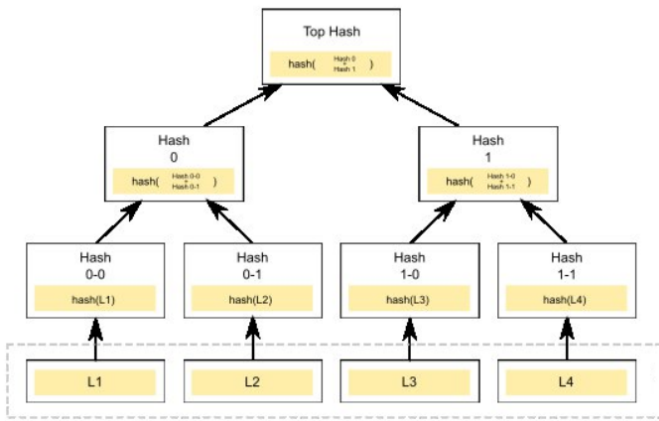 Top Hash
hash( Hash 0 + Hash 1 )
Hash
0
hash( Hash 0-0 + Hash 0-1 )
Hash
1
hash( Hash 1-0 + Hash 1-1 )
Hash
0-0
hash(L1)
Hash
0-1
hash(L2)
Hash
1-0
hash(L3)
Hash
1-1
hash(L4)
L1
L2
L3
L4